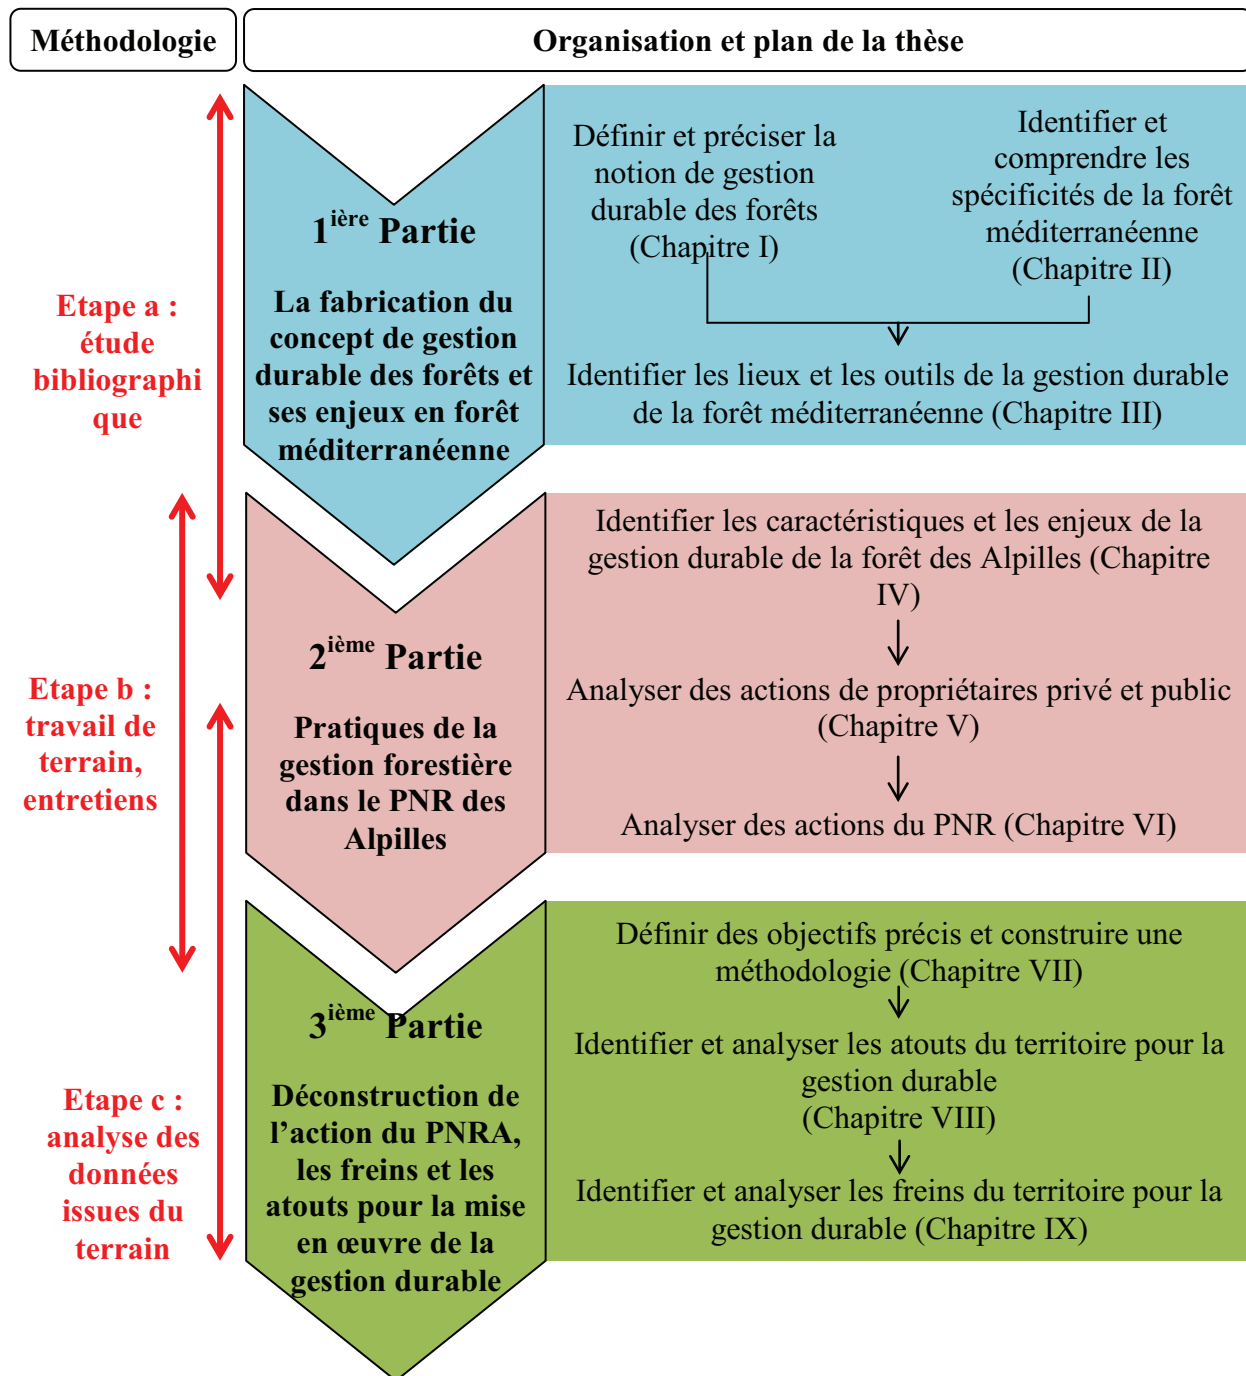 Méthodologie
Organisation et plan de la thèse
Etape a :
étude
bibliographi
que
1ière Partie
La fabrication du
concept de gestion
durable des forêts et
ses enjeux en forêt
méditerranéenne
Définir et préciser la
notion de gestion
durable des forêts
(Chapitre I)
Identifier et
comprendre les
spécificités de la forêt
méditerranéenne
(Chapitre II)
Identifier les lieux et les outils de la gestion durable
de la forêt méditerranéenne (Chapitre III)
Etape b :
travail de
terrain,
entretiens
2ième Partie
Pratiques de la
gestion forestière
dans le PNR des
Alpilles
Identifier les caractéristiques et les enjeux de la
gestion durable de la forêt des Alpilles (Chapitre
IV)
Analyser des actions de propriétaires privé et public
(Chapitre V)
Analyser des actions du PNR (Chapitre VI)
Etape c :
analyse des
données
issues du
terrain
3ième Partie
Déconstruction de
l’action du PNRA,
les freins et les
atouts pour la mise
en œuvre de la
gestion durable
Définir des objectifs précis et construire une
méthodologie (Chapitre VII)
Identifier et analyser les atouts du territoire pour la
gestion durable
(Chapitre VIII)
Identifier et analyser les freins du territoire pour la
gestion durable (Chapitre IX)